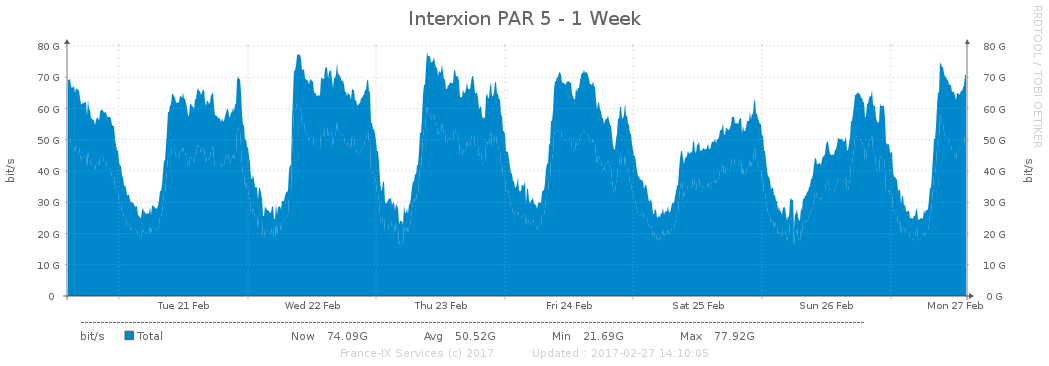 Interxion PAR 5 - 1 Week
RRDTOOL / TOBI OETIKER
bit/s
bit/s
80 G 80 G
70 G 70 G
60 G 60 G
50 G 50 G
40 G 40 G
30 G 30 G
20 G 20 G
10 G 10 G
0 0 G
Tue 21 Feb Wed 22 Feb Thu 23 Feb Fri 24 Feb Sat 25 Feb Sun 26 Feb Mon 27 Feb
bit/s Total Now 74.09G Avg 50.52G Min 21.69G Max 77.92G
France-IX Services (c) 2017 Updated : 2017-02-27 14:10:05